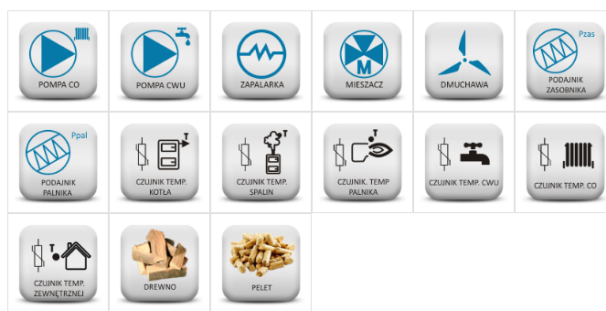 POMPA CO
POMPA CWU
ZAPALARKA
M
MIESZACZ
DMUCHAWA
Pzas
PODAJNIK
ZASOBNIKA
Ppal
PODAJNIK
PALNIKA
T
CZUJNIK TEMP.
KOTŁA
T
CZUJNIK TEMP.
SPALIN
T
CZUJNIK. TEMP
PALNIKA
CZUJNIK TEMP. CWU
CZUJNIK TEMP. CO
T
CZUJNIK TEMP.
ZEWNĘTRZNEJ
DREWNO
PELET